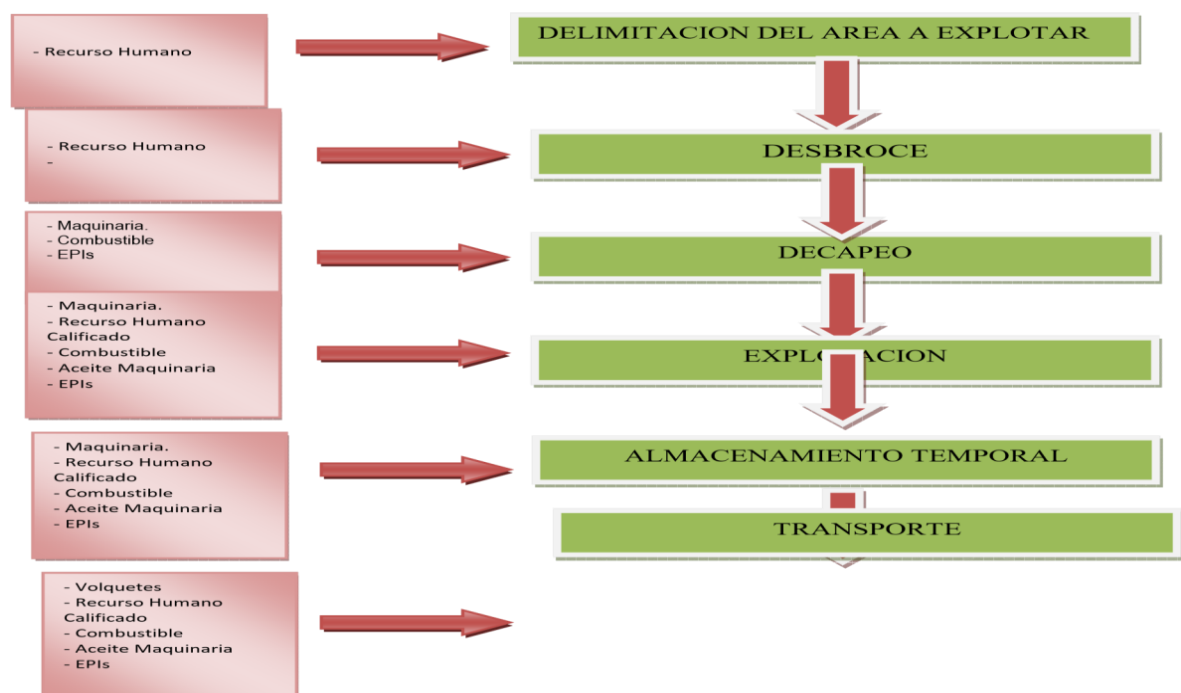 - Recurso Humano
DELIMITACION DEL AREA A EXPLOTAR
- Recurso Humano
-
DESBROCE
- Maquinaria.
- Combustible
- EPIs
DECAPEO
- Maquinaria.
- Recurso Humano
Calificado
- Combustible
- Aceite Maquinaria
- EPIs
- Maquinaria.
- Recurso Humano
Calificado
- Combustible
- Aceite Maquinaria
- EPIs
ALMACENAMIENTO TEMPORAL
TRANSPORTE
- Volquetes
- Recurso Humano
Calificado
- Combustible
- Aceite Maquinaria
- EPIs